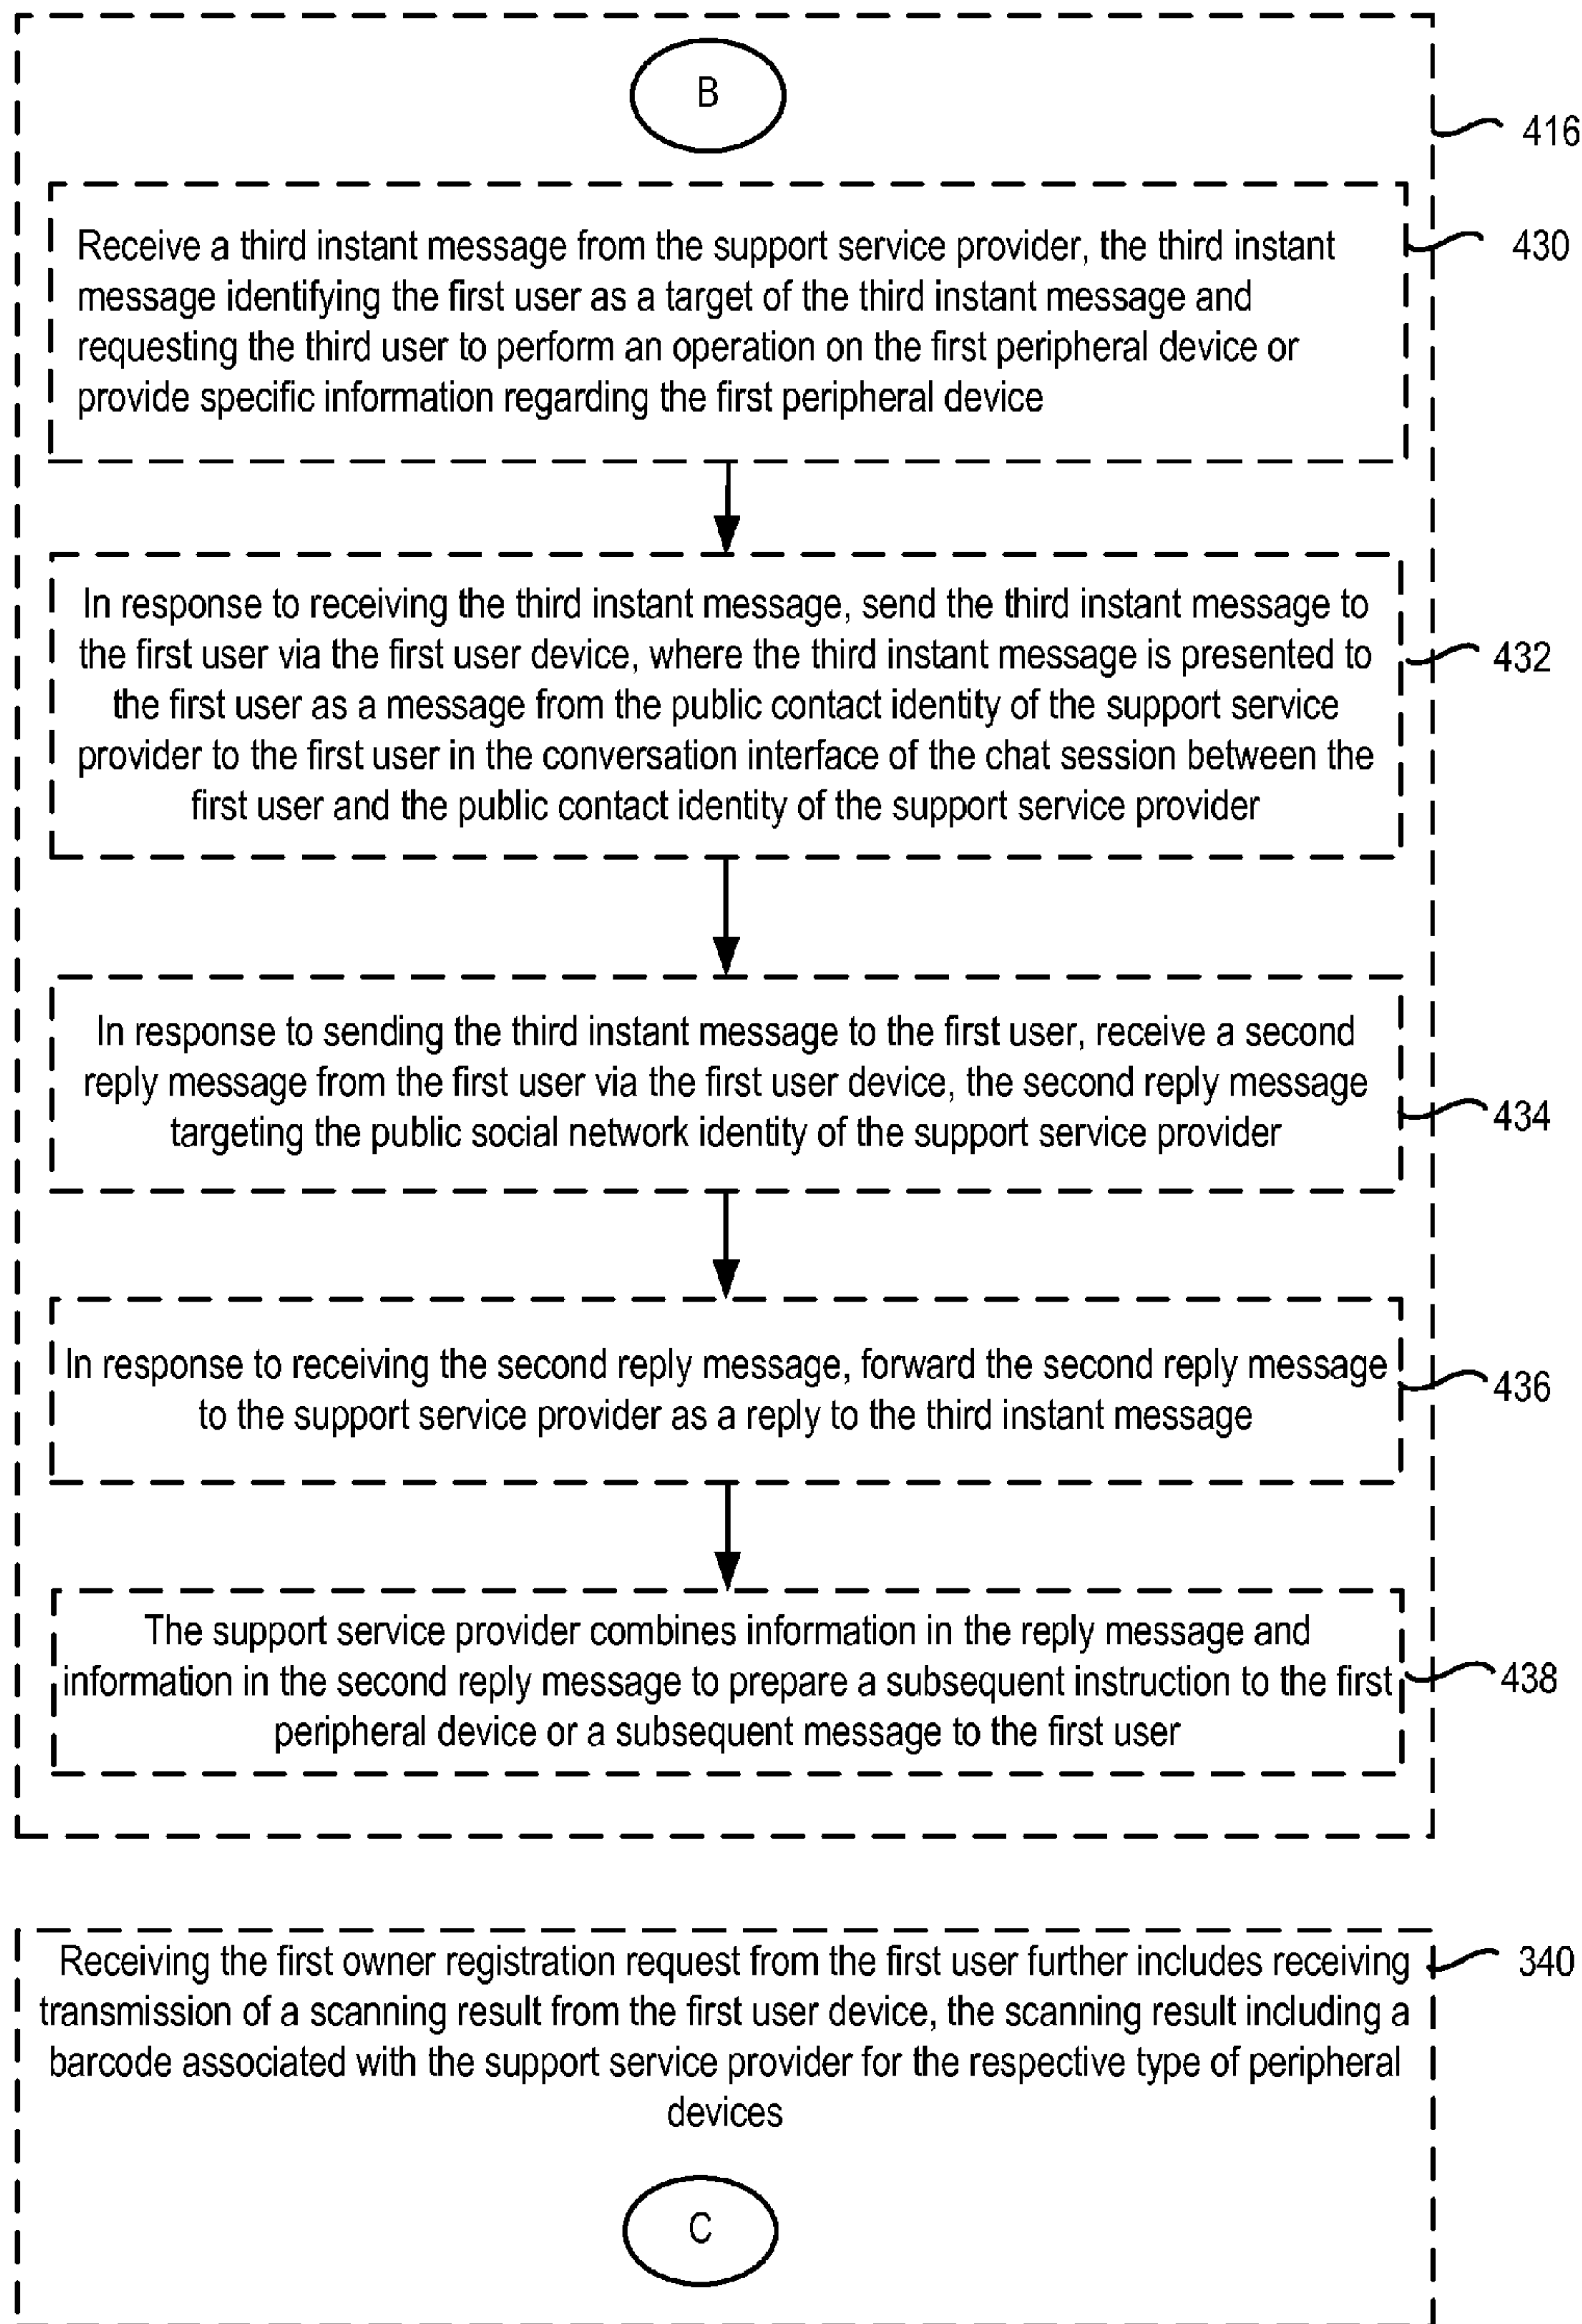 B
416
Receive a third instant message from the support service provider, the third instant
message identifying the first user as a target of the third instant message and
requesting the third user to perform an operation on the first peripheral device or
provide specific information regarding the first peripheral device
430
In response to receiving the third instant message, send the third instant message to
the first user via the first user device, where the third instant message is presented to
the first user as a message from the public contact identity of the support service
provider to the first user in the conversation interface of the chat session between the
first user and the public contact identity of the support service provider
432
In response to sending the third instant message to the first user, receive a second
reply message from the first user via the first user device, the second reply message
targeting the public social network identity of the support service provider
434
In response to receiving the second reply message, forward the second reply message
to the support service provider as a reply to the third instant message
436
The support service provider combines information in the reply message and
information in the second reply message to prepare a subsequent instruction to the first
peripheral device or a subsequent message to the first user
438
Receiving the first owner registration request from the first user further includes receiving
transmission of a scanning result from the first user device, the scanning result including a
barcode associated with the support service provider for the respective type of peripheral
devices
340
C